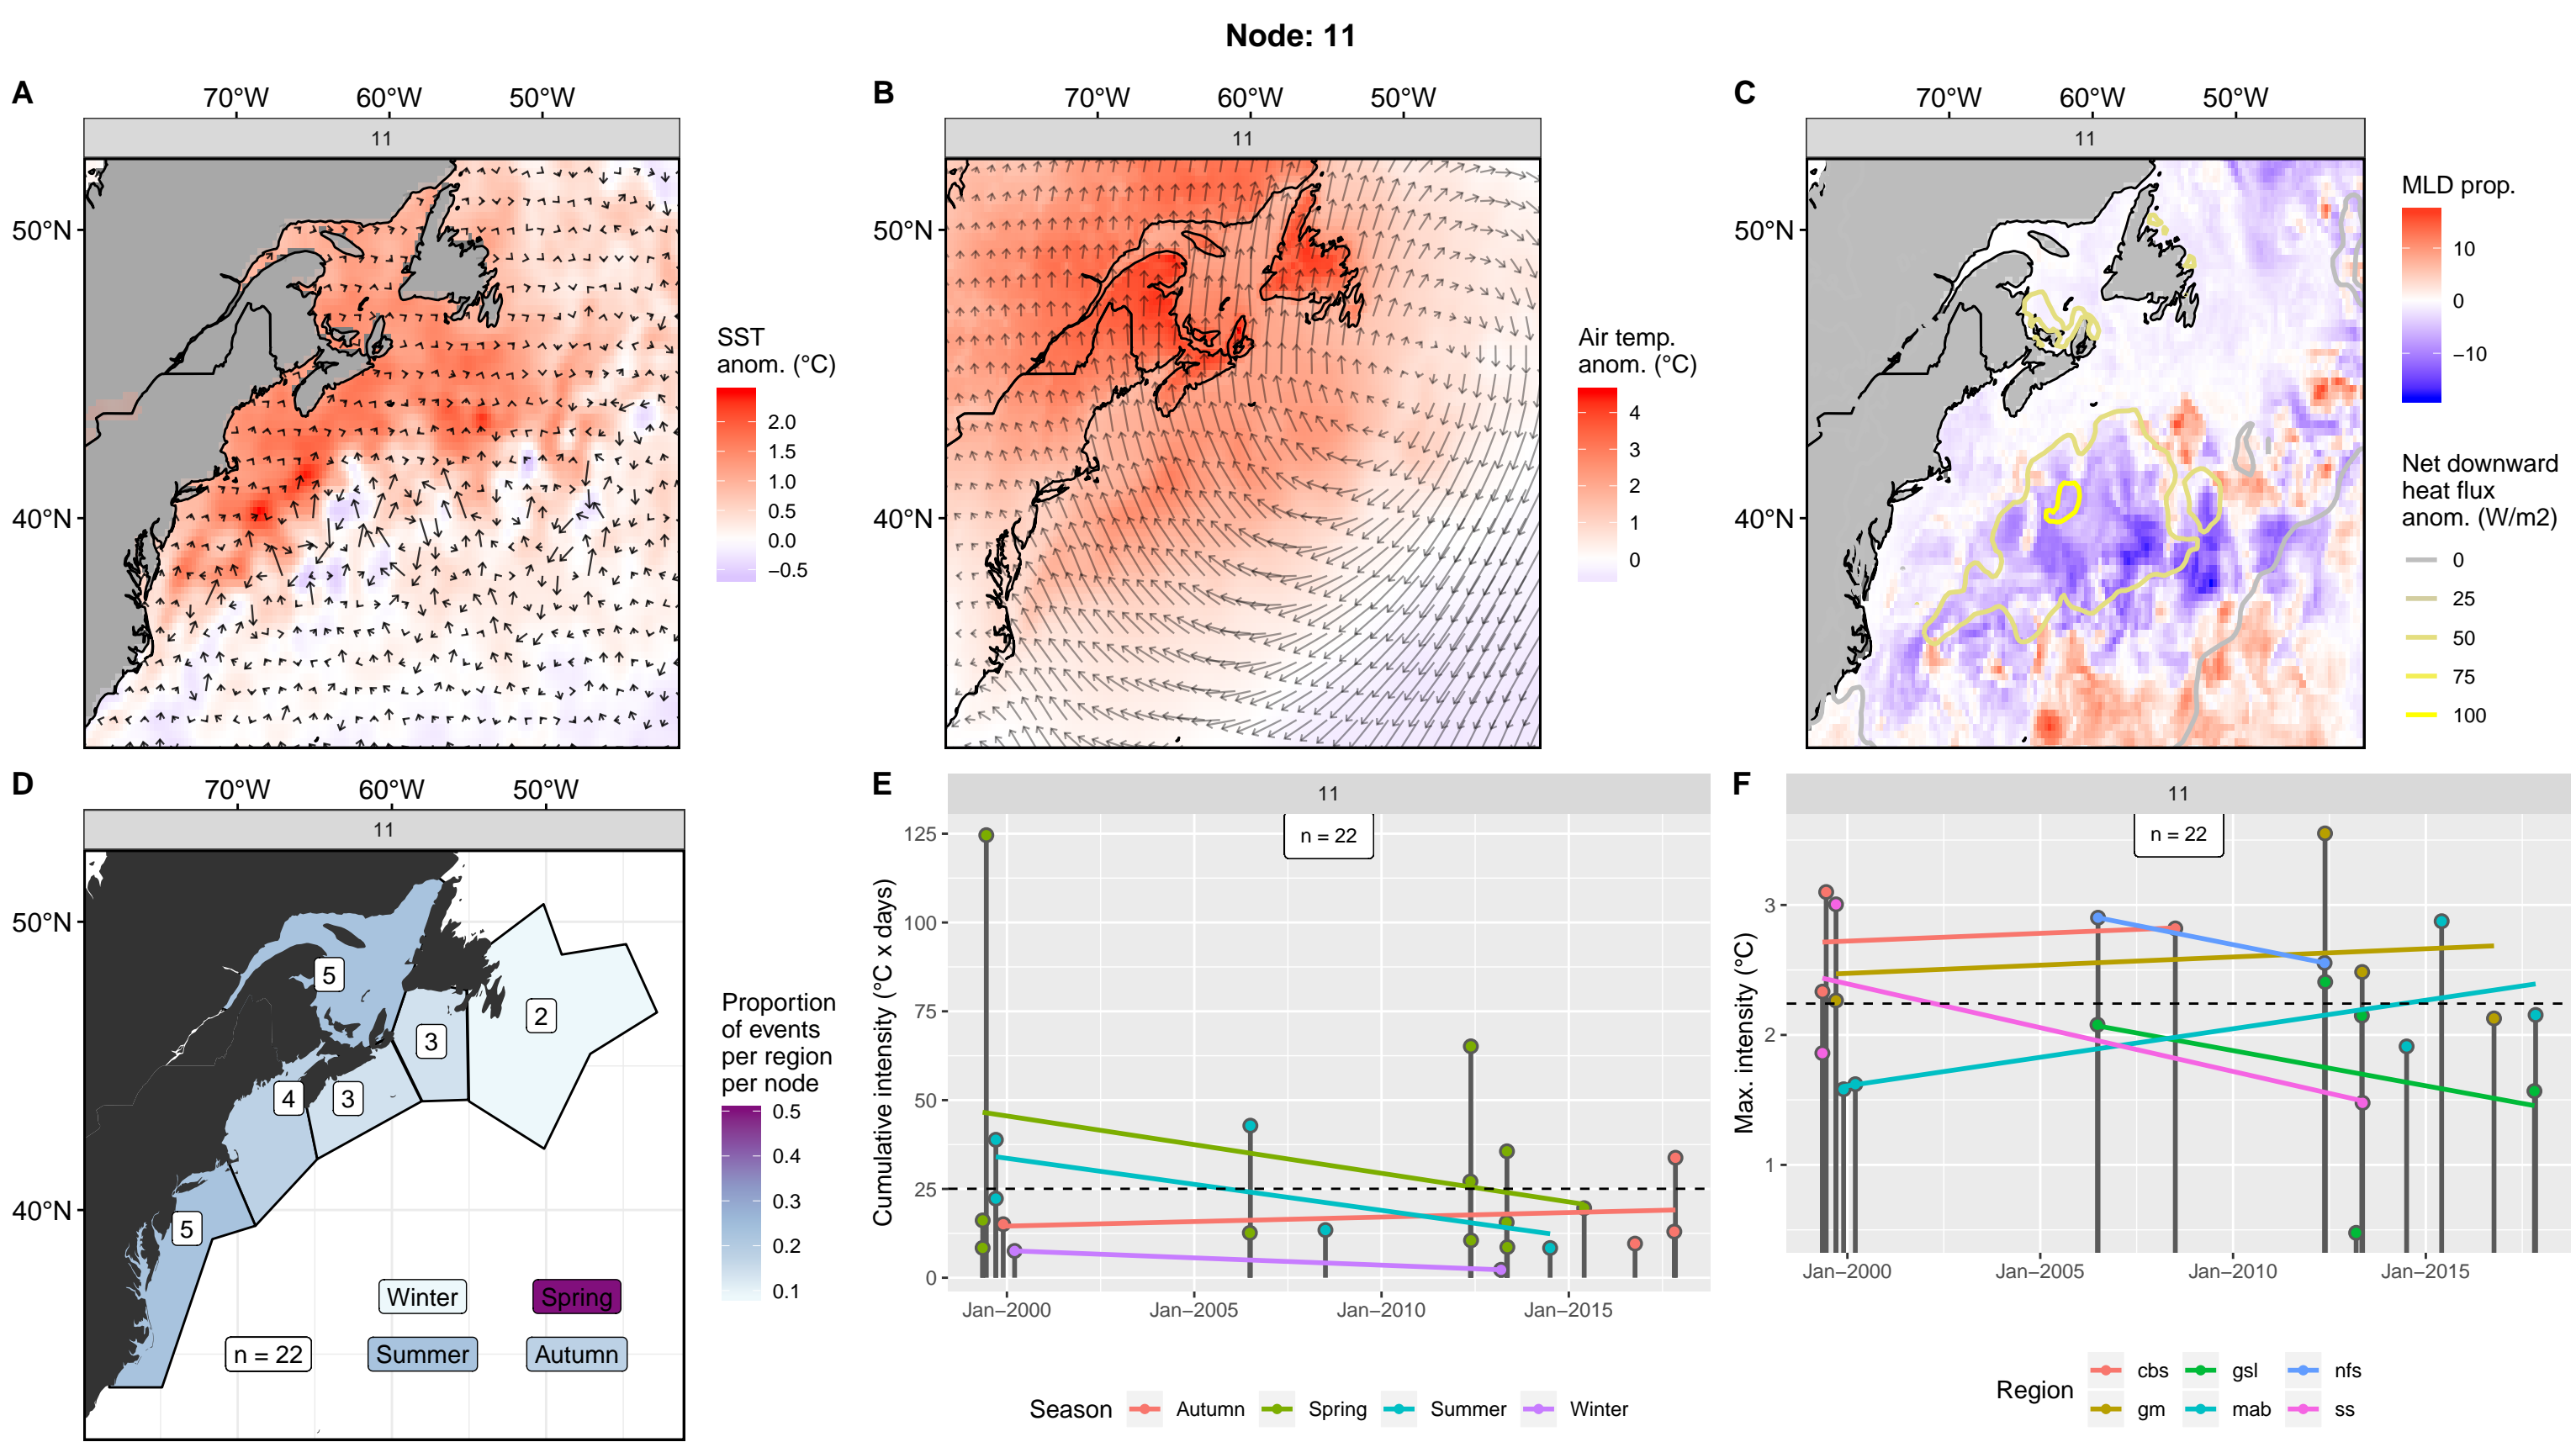 Node: 11
A
70°W 60°W 50°W
11
50°N
40°N
SST
anom. (°C)
2.0
1.5
1.0
0.5
0.0
−0.5
B
70°W 60°W 50°W
11
50°N
40°N
Air temp.
anom. (°C)
4
3
2
1
0
C
70°W 60°W 50°W
11
50°N
40°N
MLD prop.
10
0
−10
Net downward
heat flux
anom. (W/m2)
0
25
50
75
100
D
70°W 60°W 50°W
11
50°N
40°N
5
3
2
4
3
5
Winter Spring
n = 22 Summer Autumn
Proportion
of events
per region
per node
0.5
0.4
0.3
0.2
0.1
E
11
n = 22
Cumulative intensity (°C x days)
125
100
75
50
25
0
Jan−2000 Jan−2005 Jan−2010 Jan−2015
Season Autumn Spring Summer Winter
F
11
n = 22
Max. intensity (°C)
3
2
1
Jan−2000 Jan−2005 Jan−2010 Jan−2015
Region
cbs gsl nfs
gm mab ss